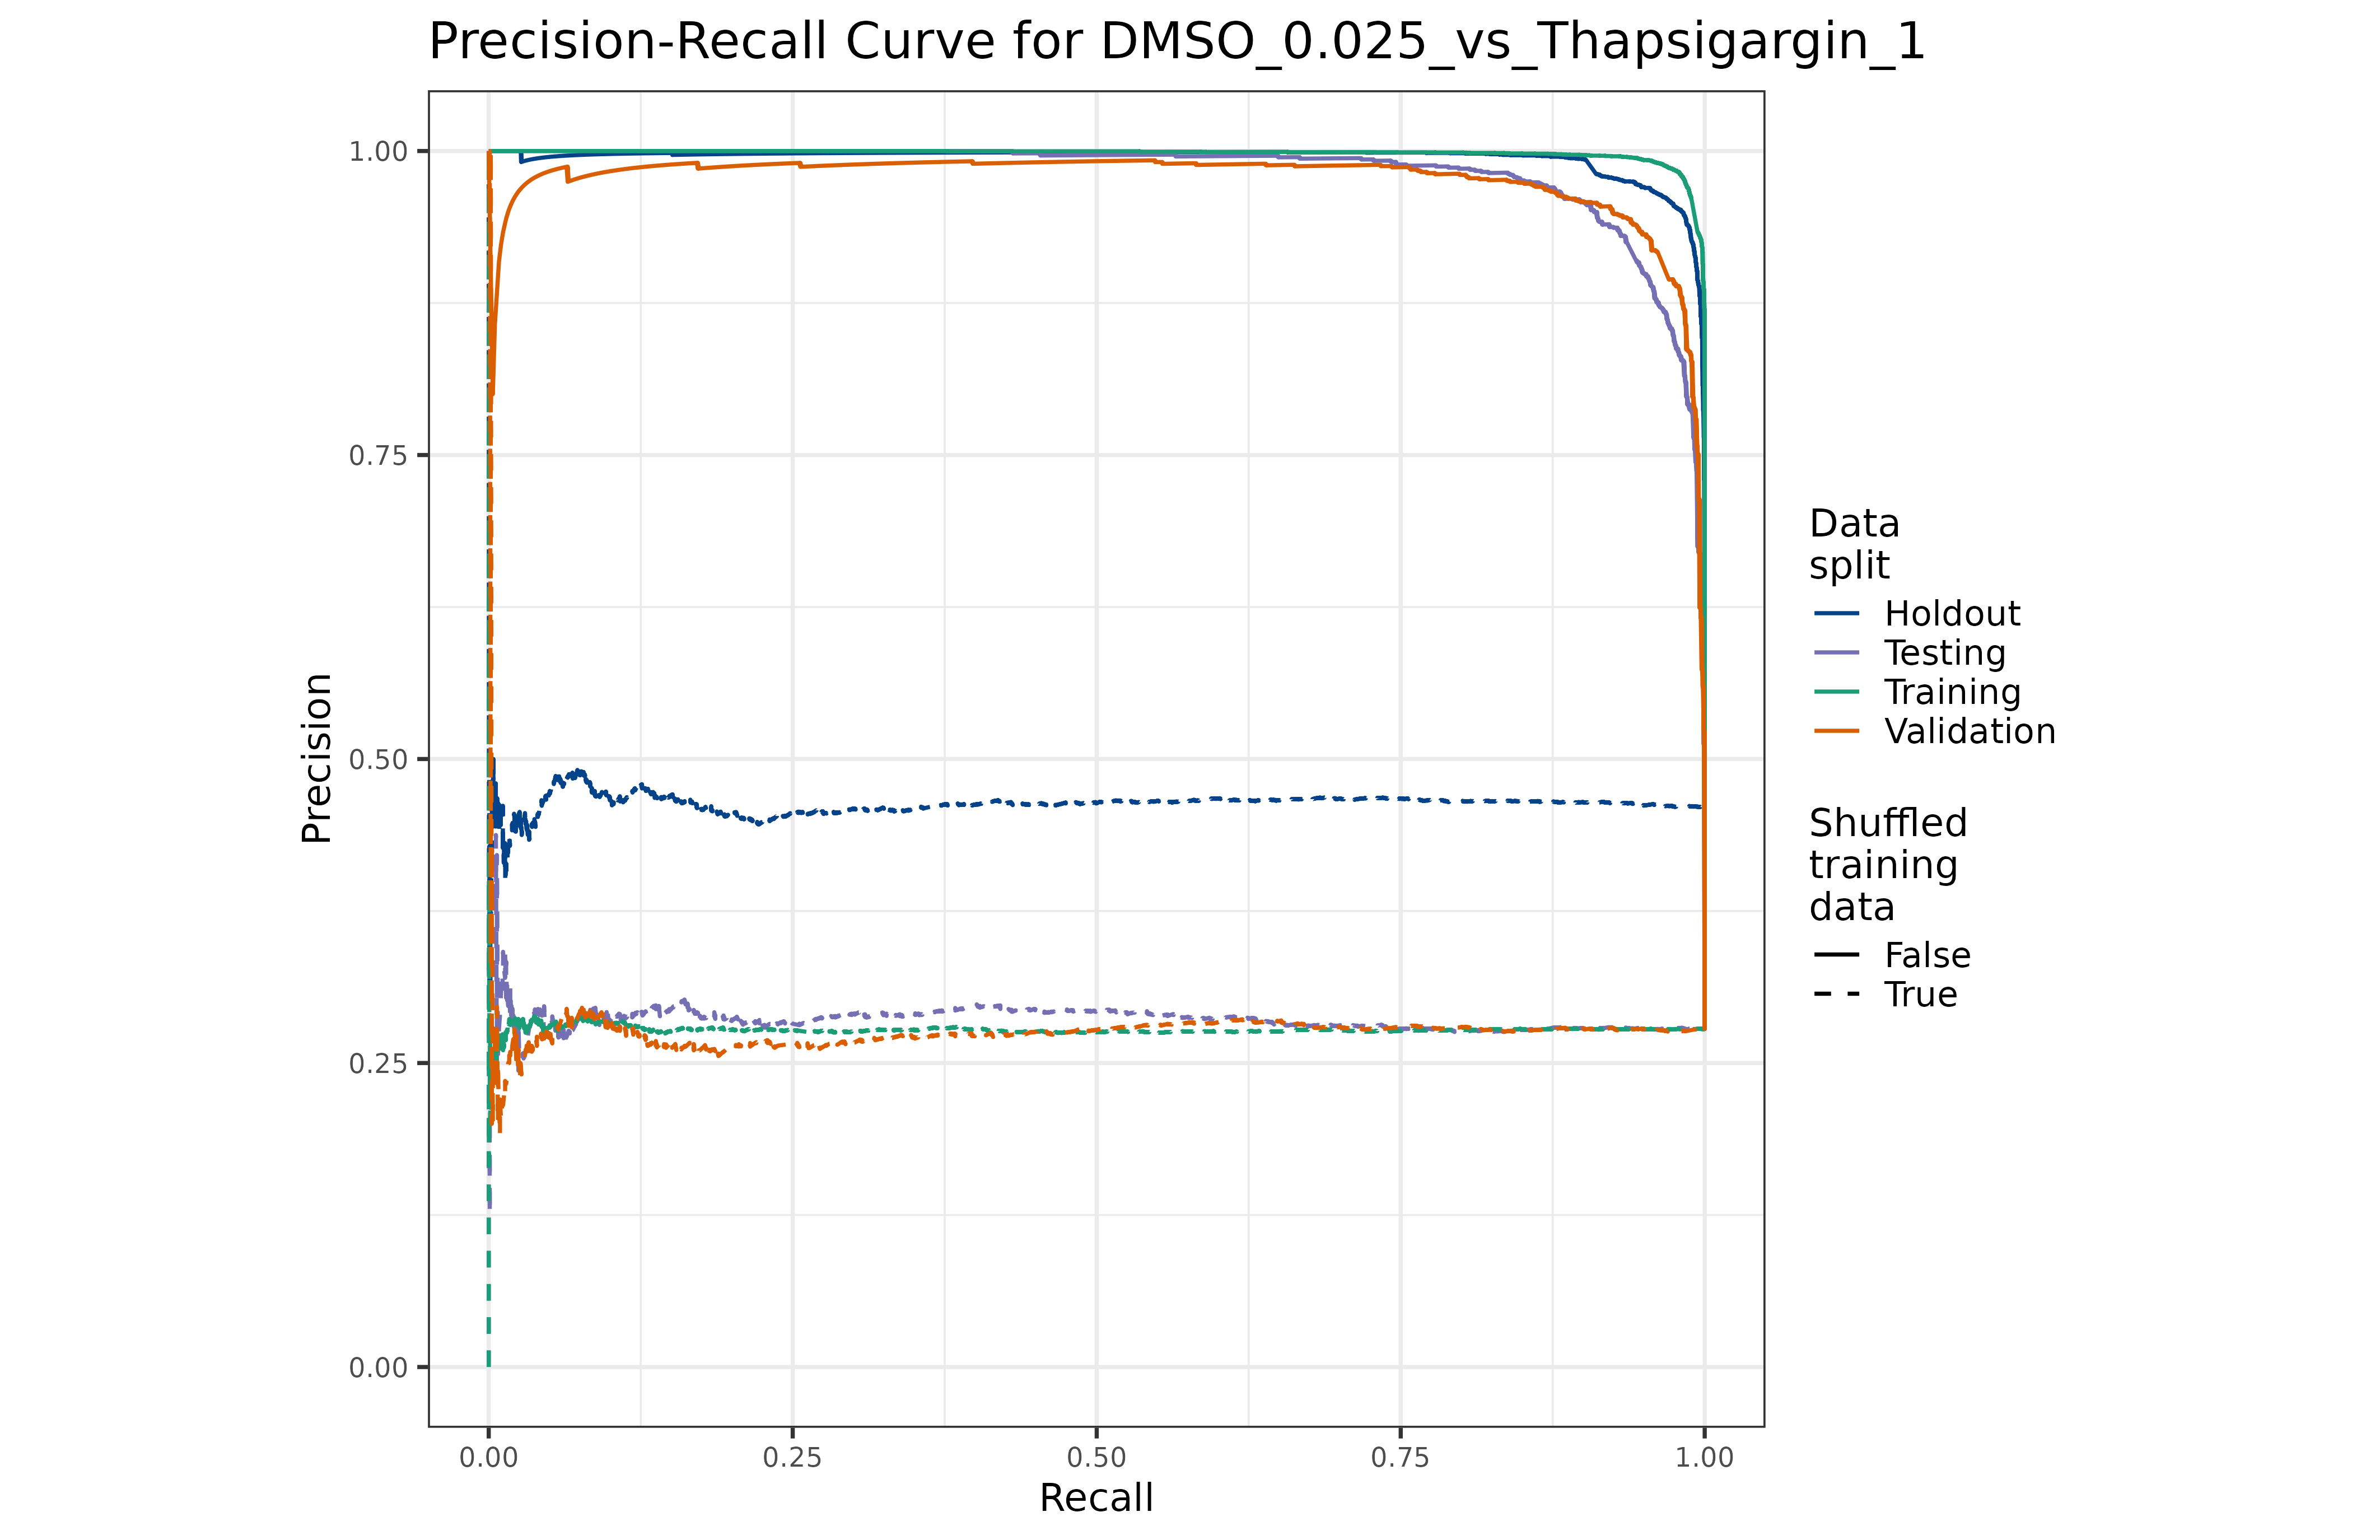 Precision-Recall Curve for DMSO_0.025_vs_Thapsigargin_1
1.00
0.75
0.50
0.25
0.00
Precision
0.00
0.25
0.50
0.75
1.00
Recall
Data
split
Holdout
Testing
Training
Validation
Shuffled
training
data
False
True